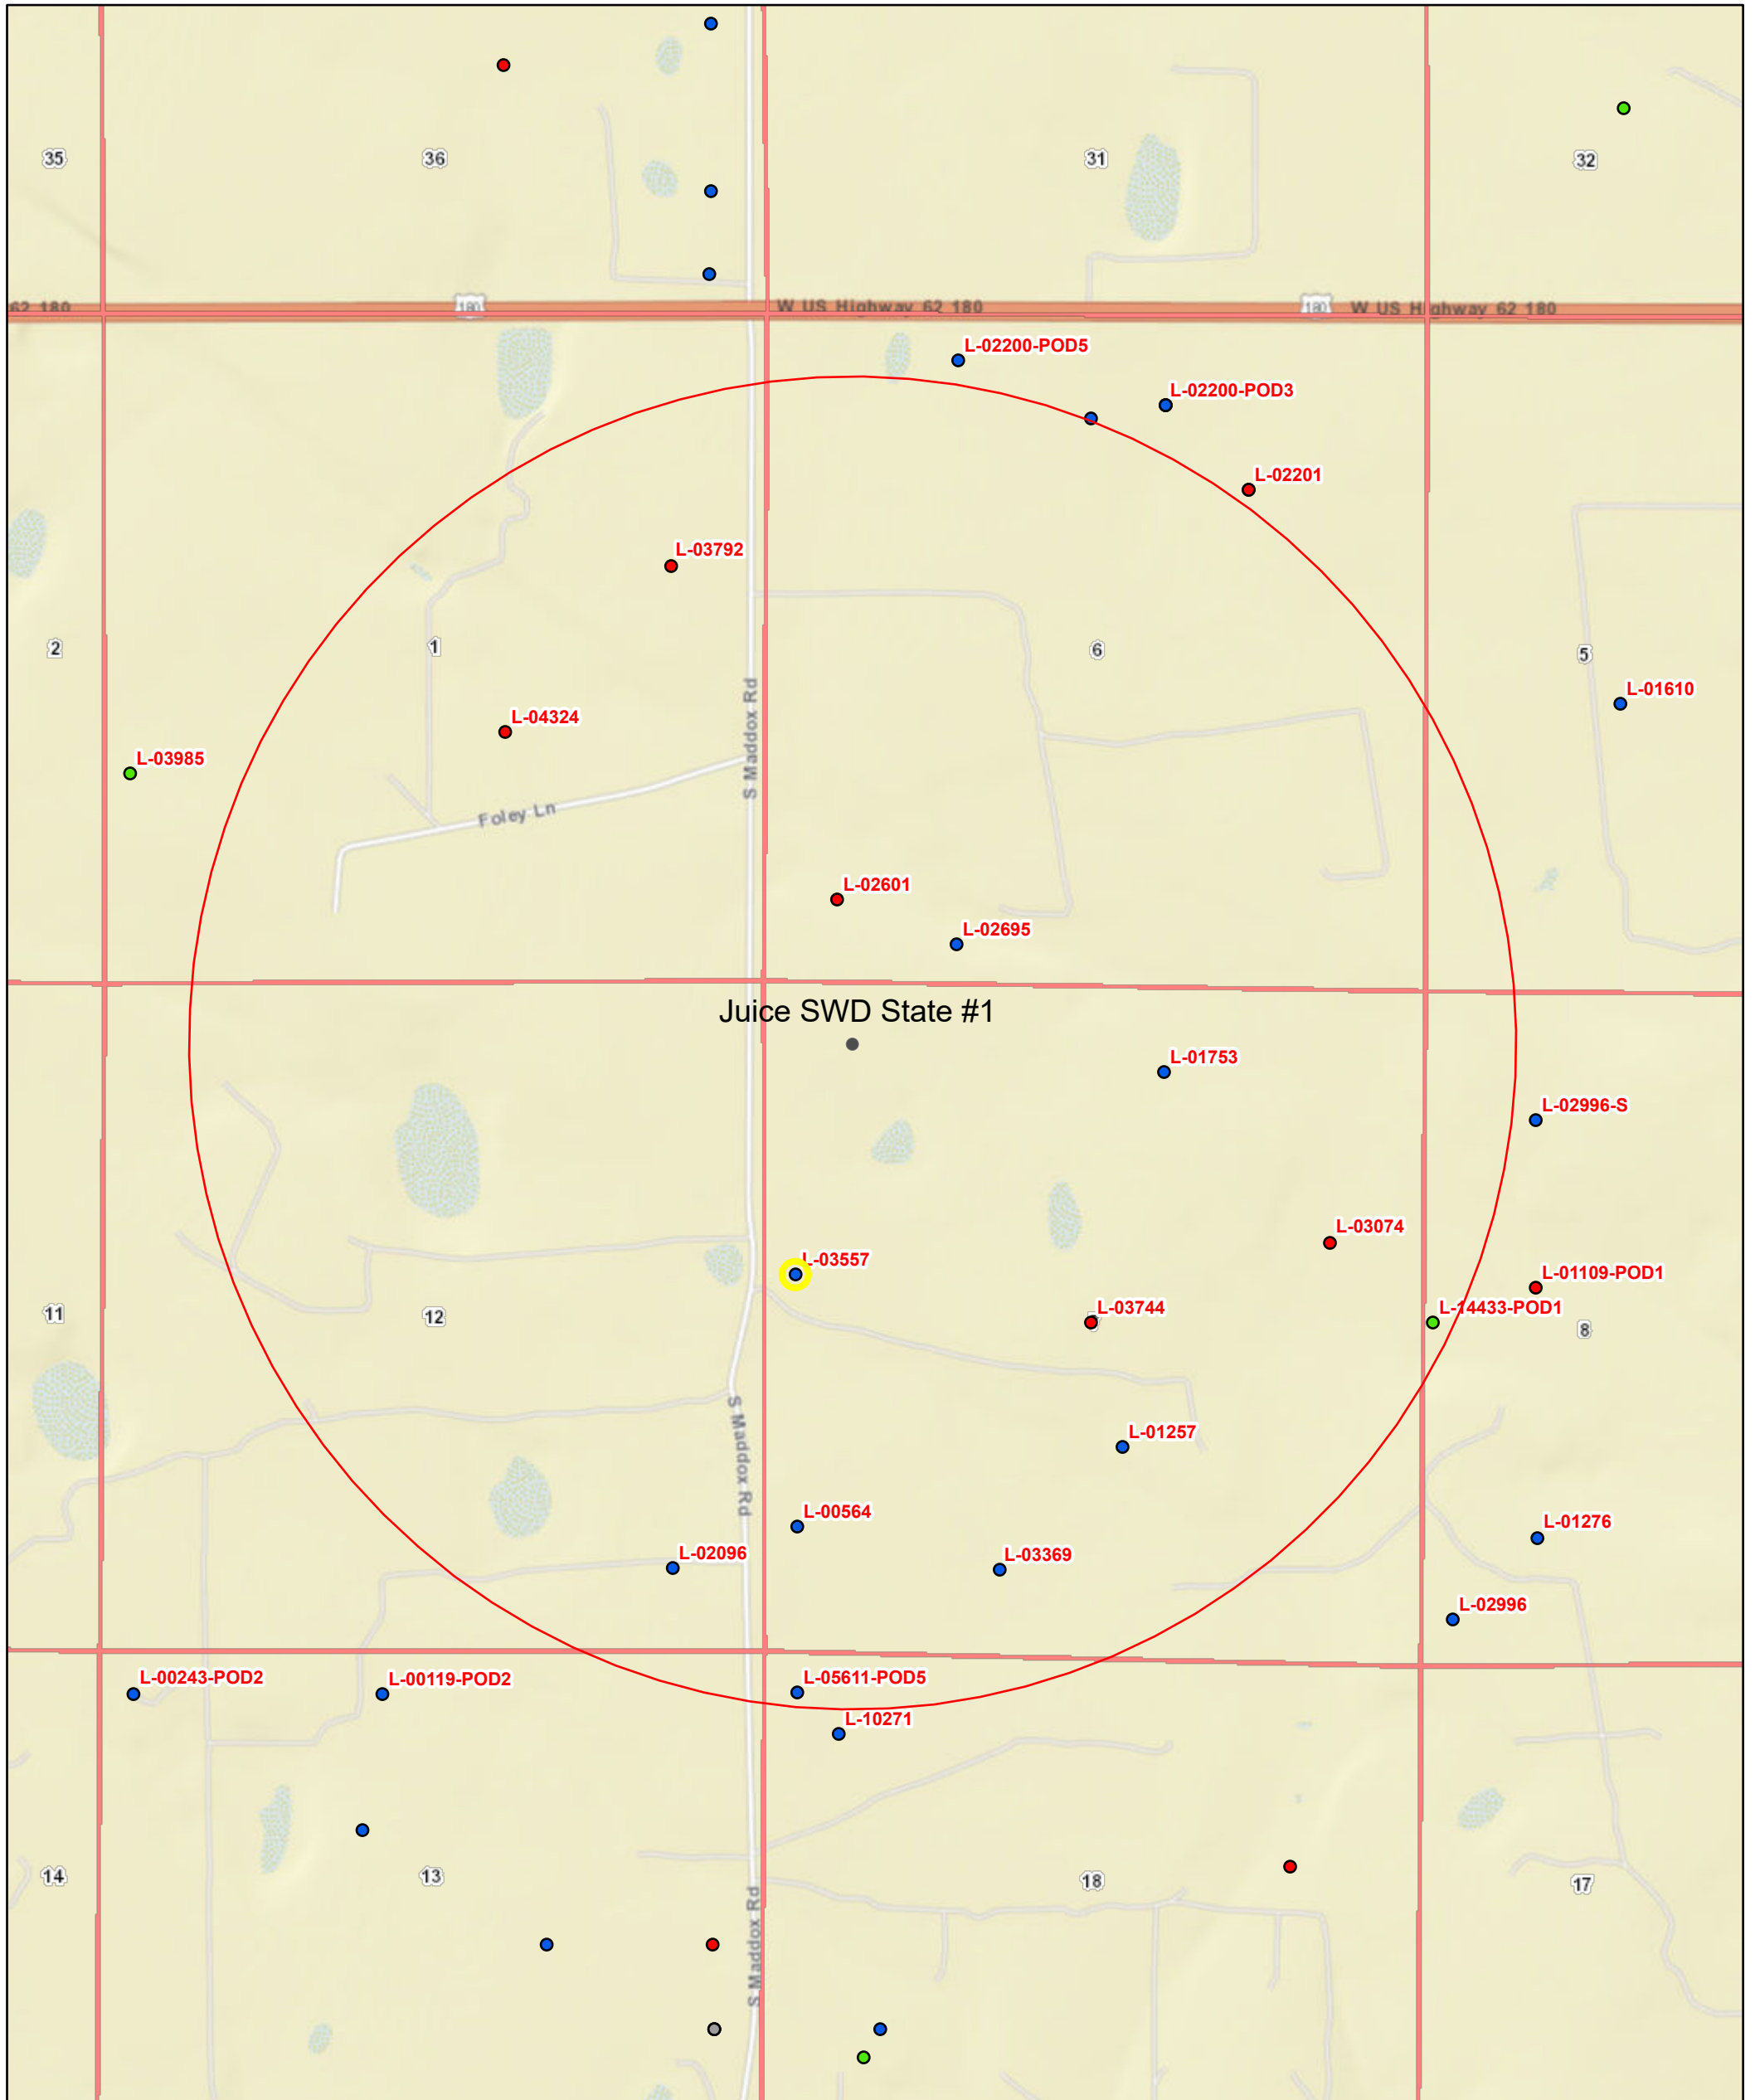 35
36
31
32
62 180
180
W US Highway 62 180
180
W US Highway 62 180
L-02200-POD5
L-02200-POD3
L-02201
L-03792
2
1
6
5
L-01610
S Maddox Rd
L-04324
L-03985
Foley Ln
L-02601
L-02695
Juice SWD State #1
L-01753
L-02996-S
L-03074
L-03557
L-01109-POD1
L-03744
L-14433-POD1
11
12
8
S Maddox Rd
L-01257
L-00564
L-01276
L-02096
L-03369
L-02996
L-00243-POD2
L-00119-POD2
L-05611-POD5
L-10271
14
13
18
17
S Maddox Rd